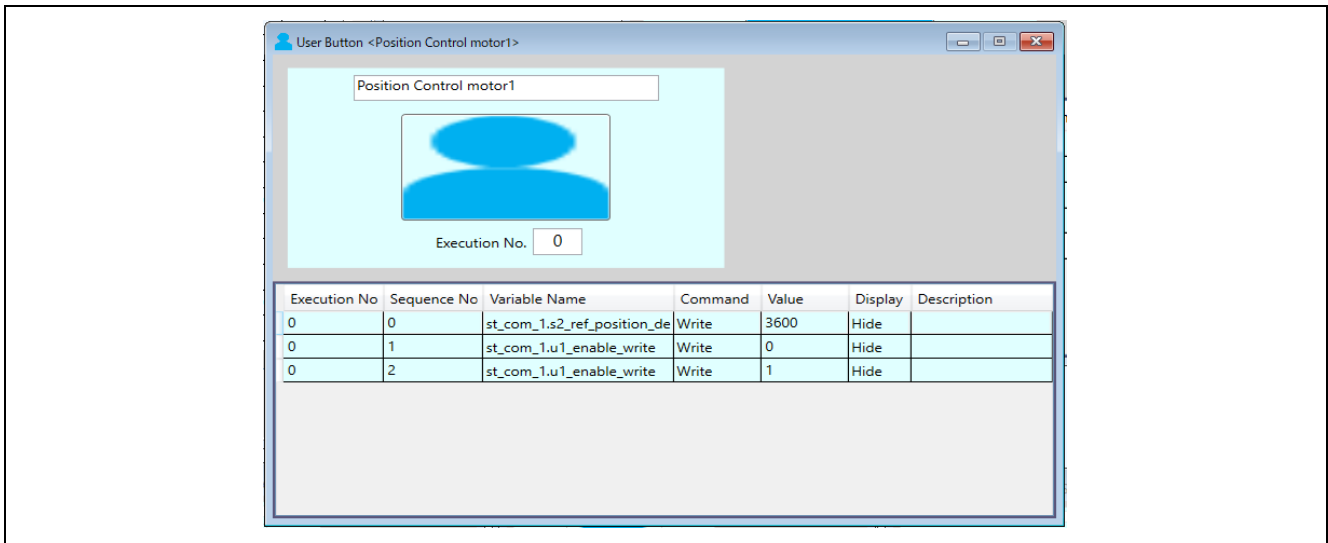 User Button <Position Control motor1>
Position Control motor1
Execution No. 0
Execution No Sequence No Variable Name Command Value Display Description
0 0 st_com_1.s2_ref_position_de Write 3600 Hide
0 1 st_com_1.u1_enable_write Write 0 Hide
0 2 st_com_1.u1_enable_write Write 1 Hide